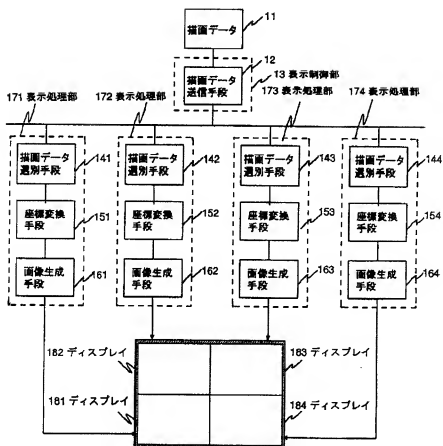 描画データ
11
12
描画データ
送信手段
13 表示制御部
171 表示処理部
172 表示処理部
173 表示処理部
174 表示処理部
描画データ
選別手段
141
描画データ
選別手段
142
描画データ
選別手段
143
描画データ
選別手段
144
座標変換
手段
151
座標変換
手段
152
座標変換
手段
153
座標変換
手段
154
画像生成
手段
161
画像生成
手段
162
画像生成
手段
163
画像生成
手段
164
182 ディスプレイ
183 ディスプレイ
181 ディスプレイ
184 ディスプレイ